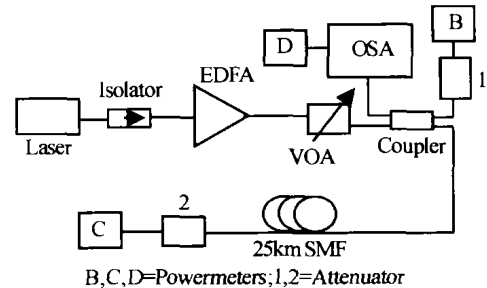 B
D
OSA
EDFA
1
Isolator
Laser
VOA
Coupler
2
C
25km SMF
B,C,D=Powermeters;1,2=Attenuator